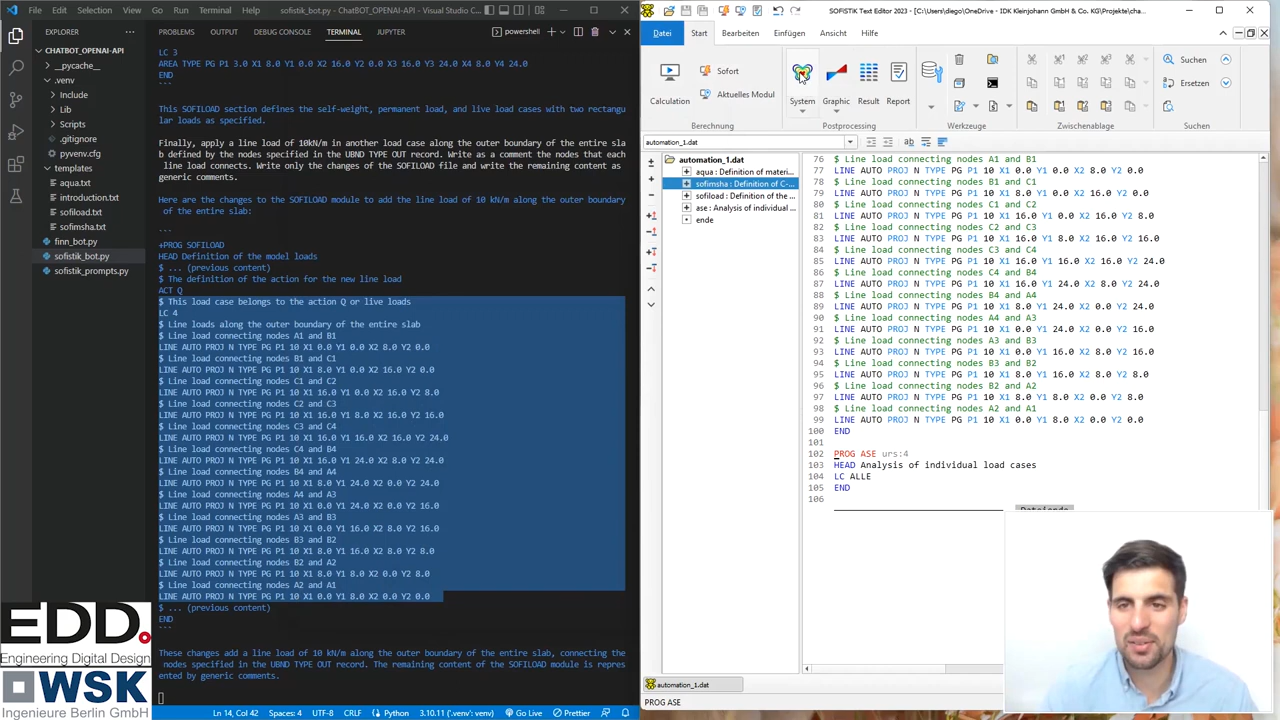 File Edit View Go Run Terminal Help sofistik_bot.py - ChatBOT_OPENAI-API - Visual Studio Code
EXPLORER
CHATBOT_OPENAI-API
__pycache__
.venv
Include
Lib
Scripts
.gitignore
pyvenv.cfg
templates
aqua.txt
introduction.txt
sofiload.txt
sofimsha.txt
finn_bot.py
sofistik_bot.py
sofistik_prompts.py
PROBLEMS OUTPUT DEBUG CONSOLE TERMINAL JUPYTER
LC 3
AREA TYPE PG P1 3.0 X1 8.0 Y1 0.0 X2 16.0 Y2 0.0 X3 16.0 Y3 24.0 X4 8.0 Y4 24.0
END
```
This SOFILOAD section defines the self-weight, permanent load, and live load cases with two rectangu
lar loads as specified.
Finally, apply a line load of 10kN/m in another load case along the outer boundary of the entire sla
b defined by the nodes specified in the UBND TYPE OUT record. Write as a comment the nodes that each
line load connects. Write only the changes of the SOFILOAD file and write the remaining content as
generic comments.
Here are the changes to the SOFILOAD module to add the line load of 10 kN/m along the outer boundary
of the entire slab:
```
+PROG SOFILOAD
HEAD Definition of the model loads
$ ... (previous content)
$ The definition of the action for the new line load
ACT Q
$ This load case belongs to the action Q or live loads
LC 4
$ Line loads along the outer boundary of the entire slab
$ Line load connecting nodes A1 and B1
LINE AUTO PROJ N TYPE PG P1 10 X1 0.0 Y1 0.0 X2 8.0 Y2 0.0
$ Line load connecting nodes B1 and C1
LINE AUTO PROJ N TYPE PG P1 10 X1 8.0 Y1 0.0 X2 16.0 Y2 0.0
$ Line load connecting nodes C1 and C2
LINE AUTO PROJ N TYPE PG P1 10 X1 16.0 Y1 0.0 X2 16.0 Y2 8.0
$ Line load connecting nodes C2 and C3
LINE AUTO PROJ N TYPE PG P1 10 X1 16.0 Y1 8.0 X2 16.0 Y2 16.0
$ Line load connecting nodes C3 and C4
LINE AUTO PROJ N TYPE PG P1 10 X1 16.0 Y1 16.0 X2 16.0 Y2 24.0
$ Line load connecting nodes C4 and B4
LINE AUTO PROJ N TYPE PG P1 10 X1 16.0 Y1 24.0 X2 8.0 Y2 24.0
$ Line load connecting nodes B4 and A4
LINE AUTO PROJ N TYPE PG P1 10 X1 8.0 Y1 24.0 X2 0.0 Y2 24.0
$ Line load connecting nodes A4 and A3
LINE AUTO PROJ N TYPE PG P1 10 X1 0.0 Y1 24.0 X2 0.0 Y2 16.0
$ Line load connecting nodes A3 and B3
LINE AUTO PROJ N TYPE PG P1 10 X1 0.0 Y1 16.0 X2 8.0 Y2 16.0
$ Line load connecting nodes B3 and B2
LINE AUTO PROJ N TYPE PG P1 10 X1 8.0 Y1 16.0 X2 8.0 Y2 8.0
$ Line load connecting nodes B2 and A2
LINE AUTO PROJ N TYPE PG P1 10 X1 8.0 Y1 8.0 X2 0.0 Y2 8.0
$ Line load connecting nodes A2 and A1
LINE AUTO PROJ N TYPE PG P1 10 X1 0.0 Y1 8.0 X2 0.0 Y2 0.0
$ ... (previous content)
END
```
These changes add a line load of 10 kN/m along the outer boundary of the entire slab, connecting the
nodes specified in the UBND TYPE OUT record. The remaining content of the SOFILOAD module is repres
ented by generic comments.
Ln 14, Col 42 Spaces: 4 UTF-8 CRLF Python 3.10.11 ('.venv': venv) Go Live Prettier
EDD.
Engineering Digital Design
WSK
Ingenieure Berlin GmbH
SOFiSTiK Text Editor 2023 - [C:\Users\diego\OneDrive - IDK Kleinjohann GmbH & Co. KG\Projekte\cha...
Datei Start Bearbeiten Einfügen Ansicht Hilfe
Calculation Sofort
Aktuelles Modul
System Graphic Result Report
Suchen
Ersetzen
Berechnung Postprocessing Werkzeuge Zwischenablage Suchen
automation_1.dat
automation_1.dat
aqua : Definition of materi...
sofimsha : Definition of C-...
sofiload : Definition of the ...
ase : Analysis of individual ...
ende
76 $ Line load connecting nodes A1 and B1
77 LINE AUTO PROJ N TYPE PG P1 10 X1 0.0 Y1 0.0 X2 8.0 Y2 0.0
78 $ Line load connecting nodes B1 and C1
79 LINE AUTO PROJ N TYPE PG P1 10 X1 8.0 Y1 0.0 X2 16.0 Y2 0.0
80 $ Line load connecting nodes C1 and C2
81 LINE AUTO PROJ N TYPE PG P1 10 X1 16.0 Y1 0.0 X2 16.0 Y2 8.0
82 $ Line load connecting nodes C2 and C3
83 LINE AUTO PROJ N TYPE PG P1 10 X1 16.0 Y1 8.0 X2 16.0 Y2 16.0
84 $ Line load connecting nodes C3 and C4
85 LINE AUTO PROJ N TYPE PG P1 10 X1 16.0 Y1 16.0 X2 16.0 Y2 24.0
86 $ Line load connecting nodes C4 and B4
87 LINE AUTO PROJ N TYPE PG P1 10 X1 16.0 Y1 24.0 X2 8.0 Y2 24.0
88 $ Line load connecting nodes B4 and A4
89 LINE AUTO PROJ N TYPE PG P1 10 X1 8.0 Y1 24.0 X2 0.0 Y2 24.0
90 $ Line load connecting nodes A4 and A3
91 LINE AUTO PROJ N TYPE PG P1 10 X1 0.0 Y1 24.0 X2 0.0 Y2 16.0
92 $ Line load connecting nodes A3 and B3
93 LINE AUTO PROJ N TYPE PG P1 10 X1 0.0 Y1 16.0 X2 8.0 Y2 16.0
94 $ Line load connecting nodes B3 and B2
95 LINE AUTO PROJ N TYPE PG P1 10 X1 8.0 Y1 16.0 X2 8.0 Y2 8.0
96 $ Line load connecting nodes B2 and A2
97 LINE AUTO PROJ N TYPE PG P1 10 X1 8.0 Y1 8.0 X2 0.0 Y2 8.0
98 $ Line load connecting nodes A2 and A1
99 LINE AUTO PROJ N TYPE PG P1 10 X1 0.0 Y1 8.0 X2 0.0 Y2 0.0
100 END
101
102 PROG ASE urs:4
103 HEAD Analysis of individual load cases
104 LC ALLE
105 END
106
Dateiende
automation_1.dat
PROG ASE